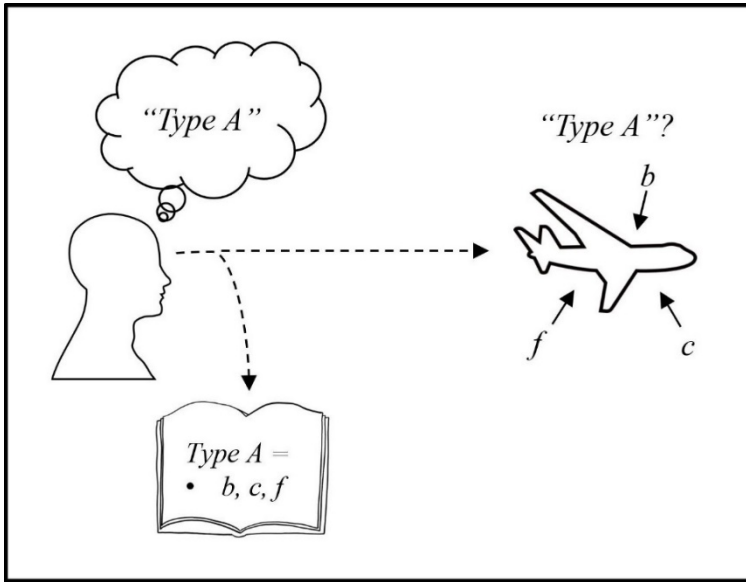 “Type A”
“Type A”?
b
f
c
Type A =
• b, c, f